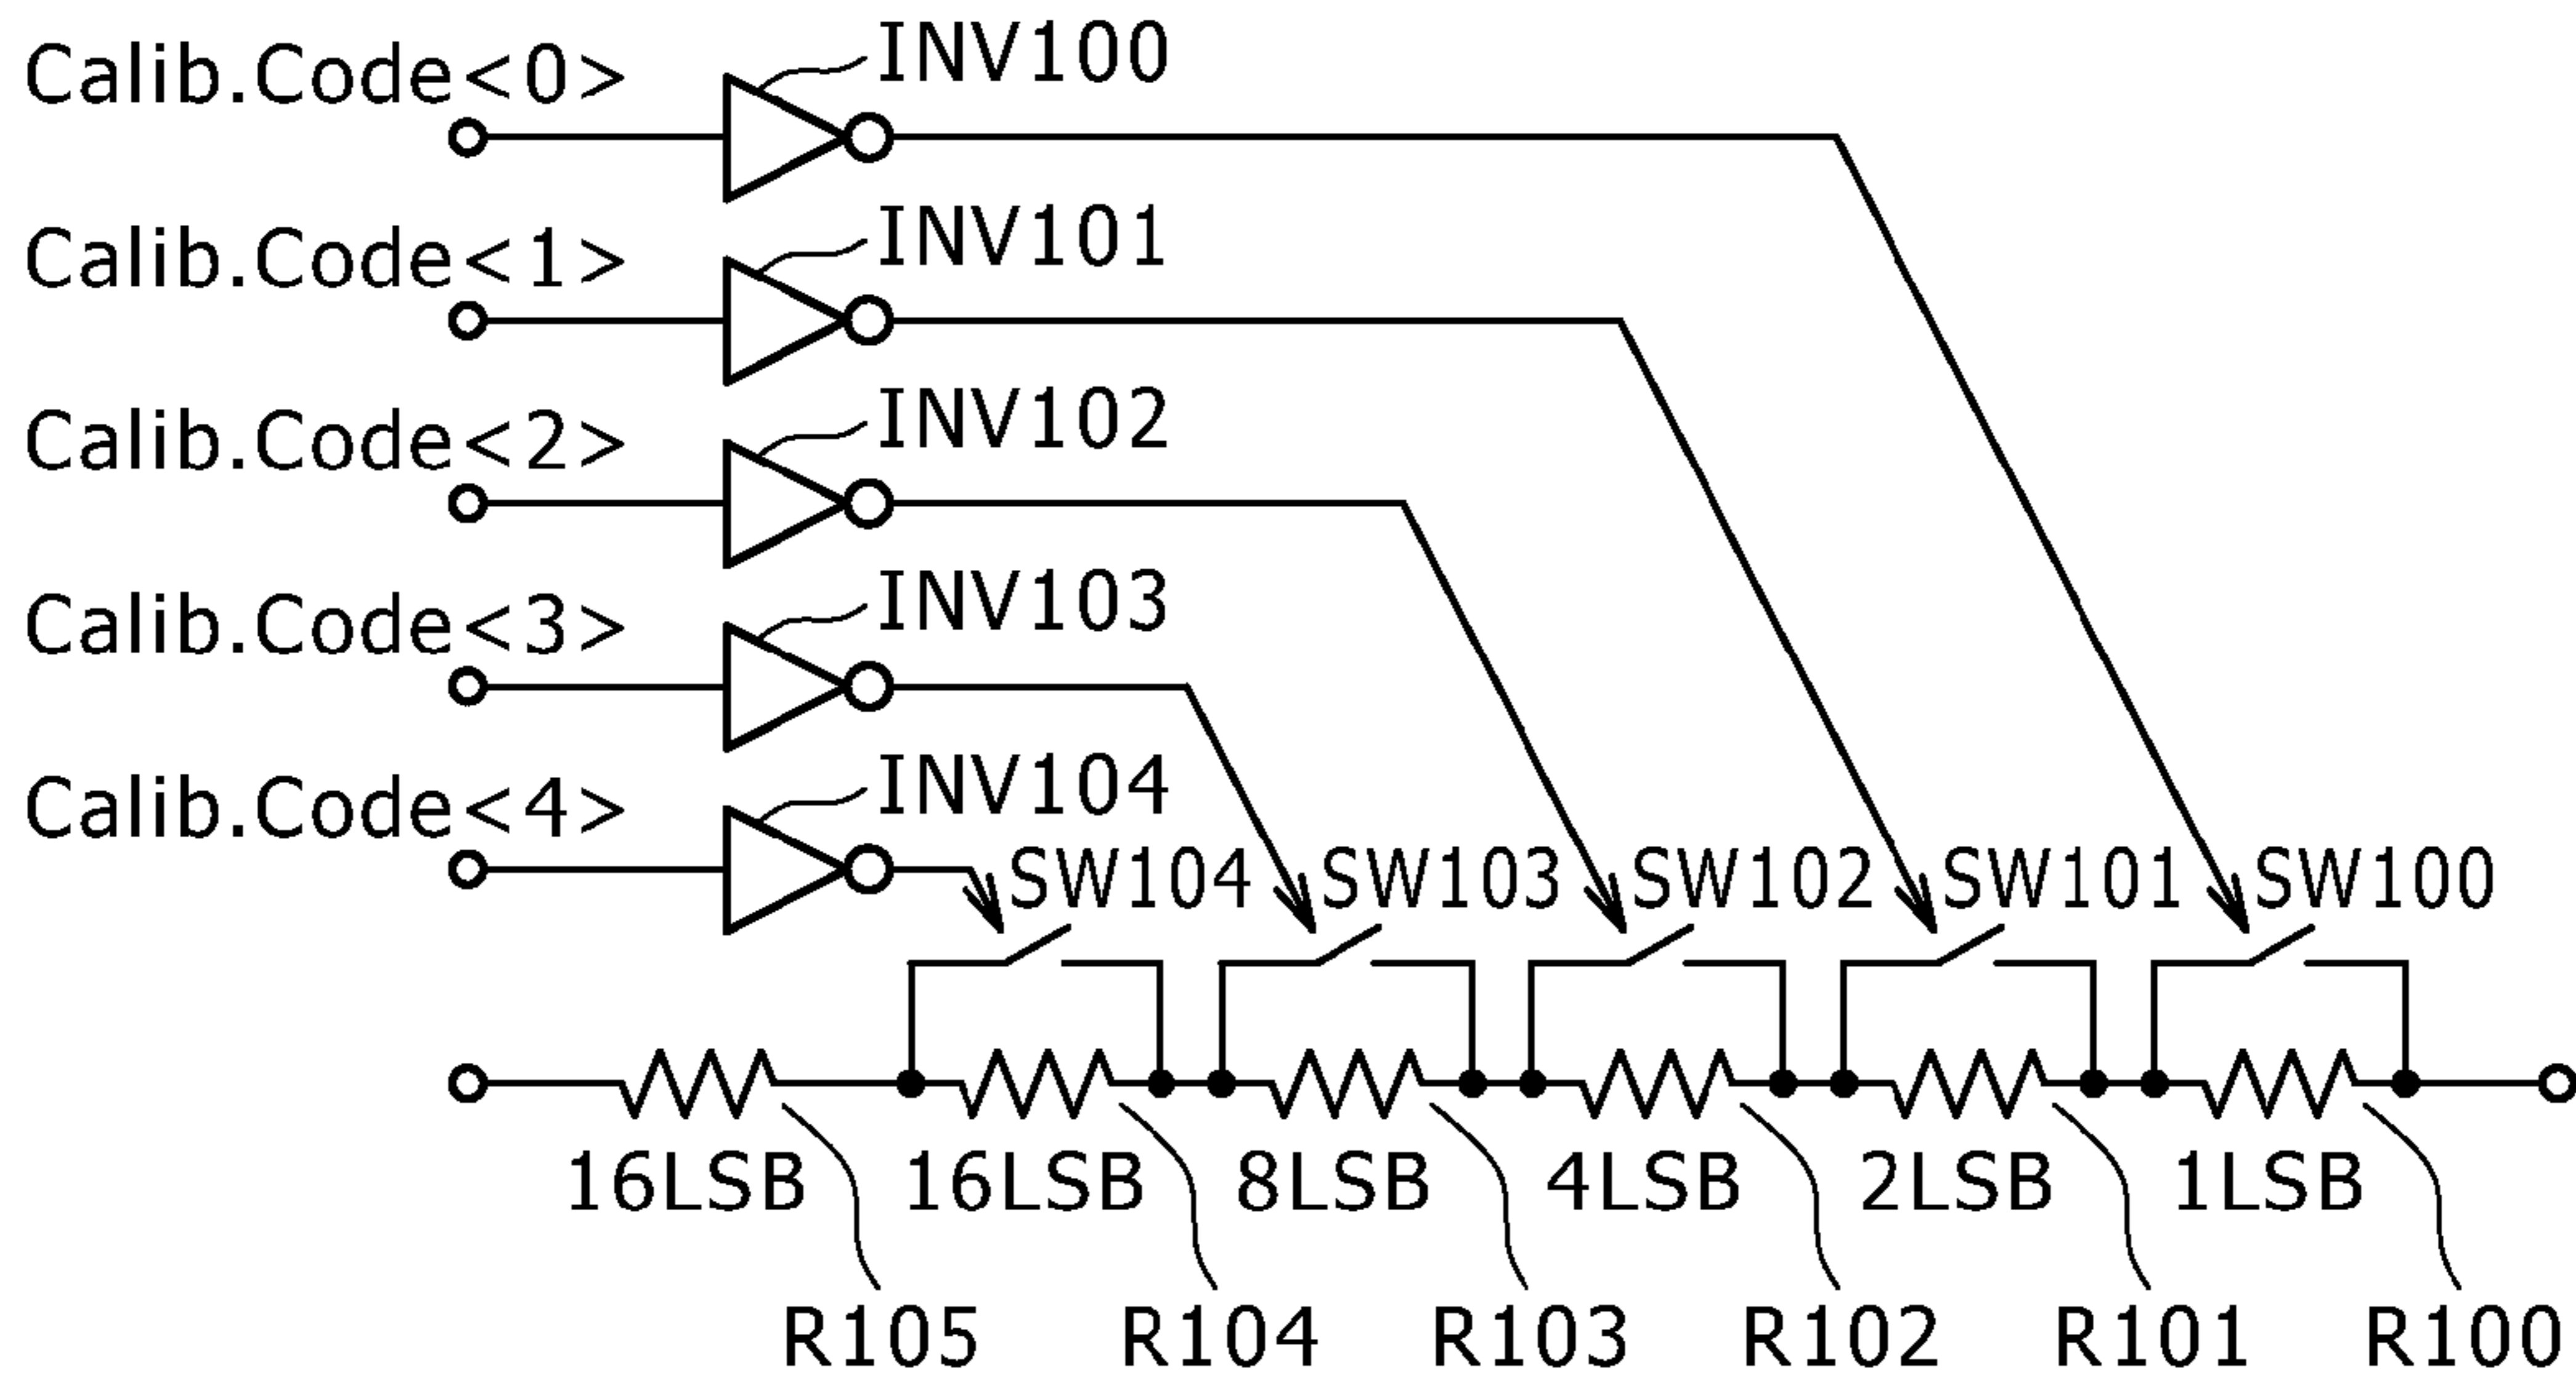 INV100
Calib.Code<0>
INV101
Calib.Code<1>
INV102
Calib.Code<2>
INV103
Calib.Code<3>
INV104
Calib.Code<4>
SW104 SW103 SW102 SW101 SW100
16LSB 16LSB 8LSB 4LSB 2LSB 1LSB
R105 R104 R103 R102 R101 R100